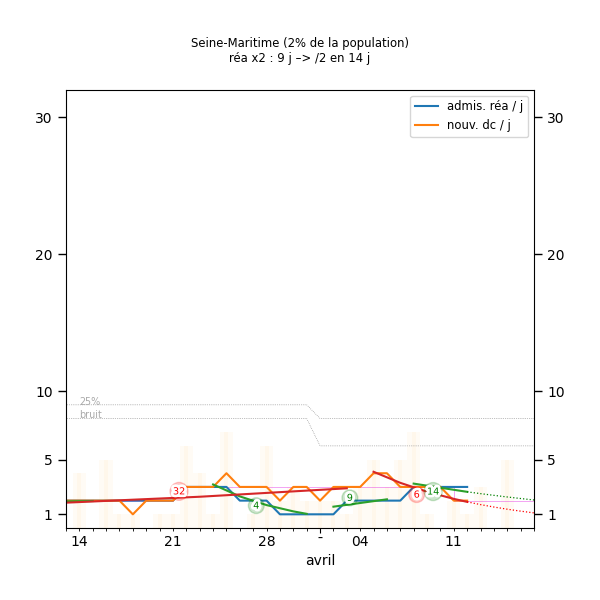 Seine-Maritime (2% de la population)
réa x2 : 9 j –> /2 en 14 j
admis. réa / j
nouv. dc / j
30 30
20 20
10 10
25%
bruit
5 5
32 4 9 6 14
1 1
14 21 28 - 04 11
avril